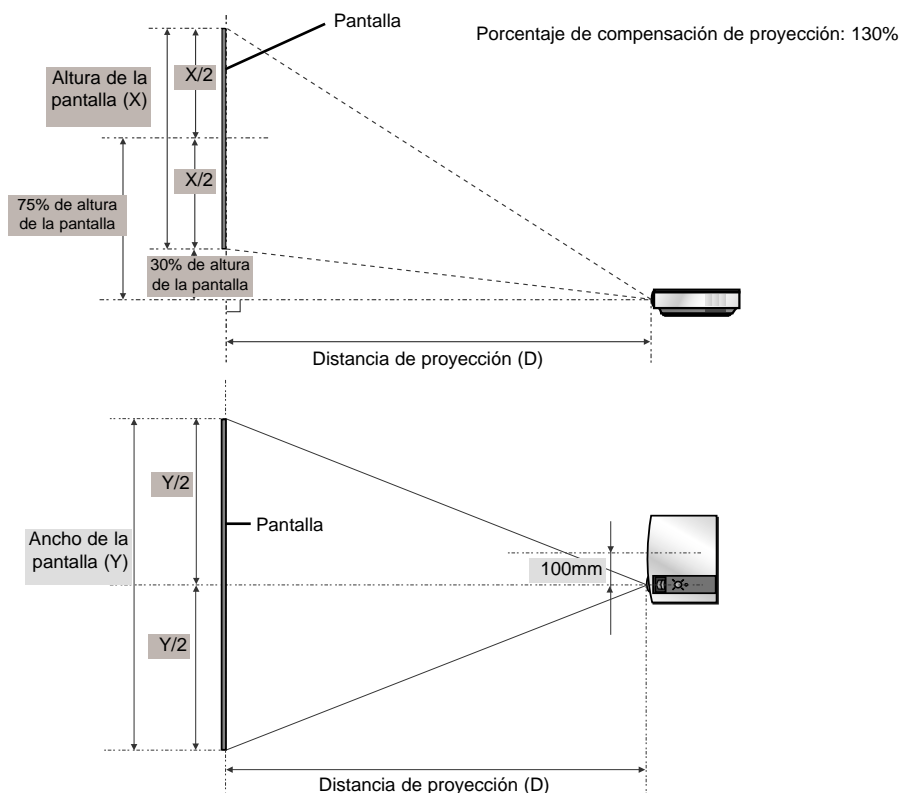 Pantalla
Porcentaje de compensación de proyección: 130%
Altura de la
pantalla (X)
X/2
X/2
75% de altura
de la pantalla
30% de altura
de la pantalla
Distancia de proyección (D)
Y/2
Pantalla
Ancho de la
pantalla (Y)
100mm
Y/2
Distancia de proyección (D)